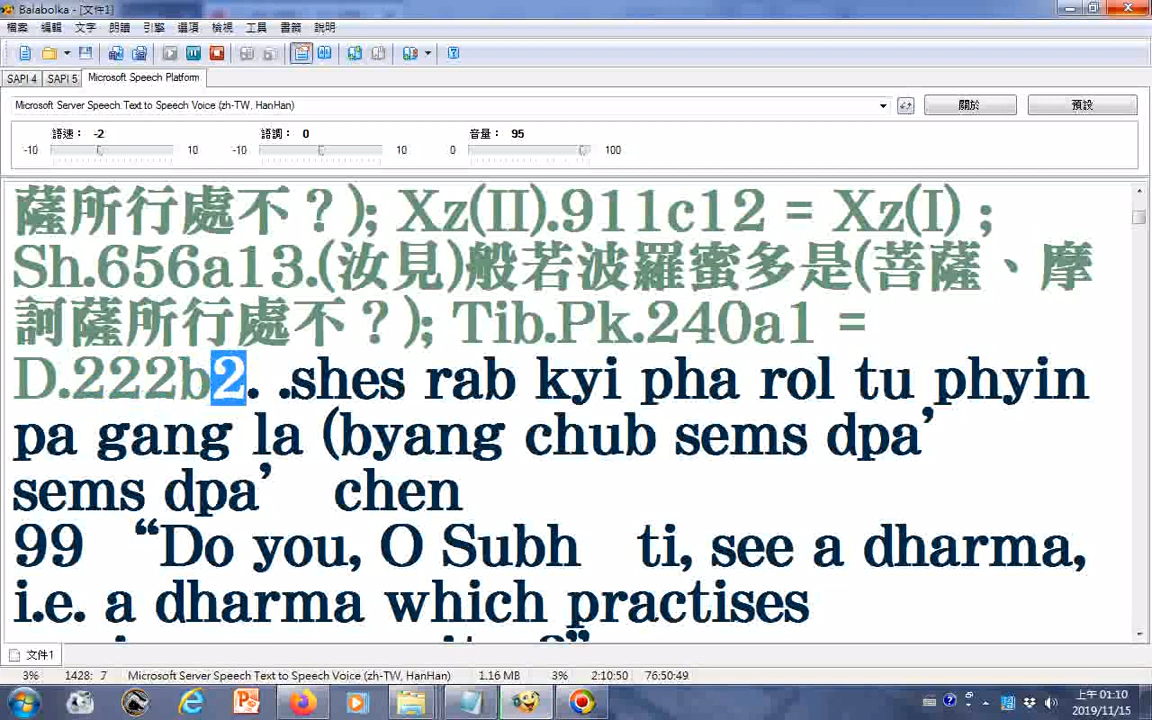 Balabolka - [文件1]
檔案 編輯 文字 朗讀 引擎 選項 檢視 工具 書籤 說明
SAPI 4 SAPI 5 Microsoft Speech Platform
Microsoft Server Speech Text to Speech Voice (zh-TW, HanHan) 關於 預設
語速： -2 語調： 0 音量： 95
-10 10 -10 10 0 100
薩所行處不？); Xz(II).911c12 = Xz(I) ;
Sh.656a13.(汝見)般若波羅蜜多是(菩薩、摩
訶薩所行處不？); Tib.Pk.240a1 =
D.222b2. .shes rab kyi pha rol tu phyin
pa gang la (byang chub sems dpa’
sems dpa’ chen
99 “Do you, O Subh ti, see a dharma,
i.e. a dharma which practises
文件1
3% 1428: 7 Microsoft Server Speech Text to Speech Voice (zh-TW, HanHan) 1.16 MB 3% 2:10:50 76:50:49
上午 01:10
2019/11/15